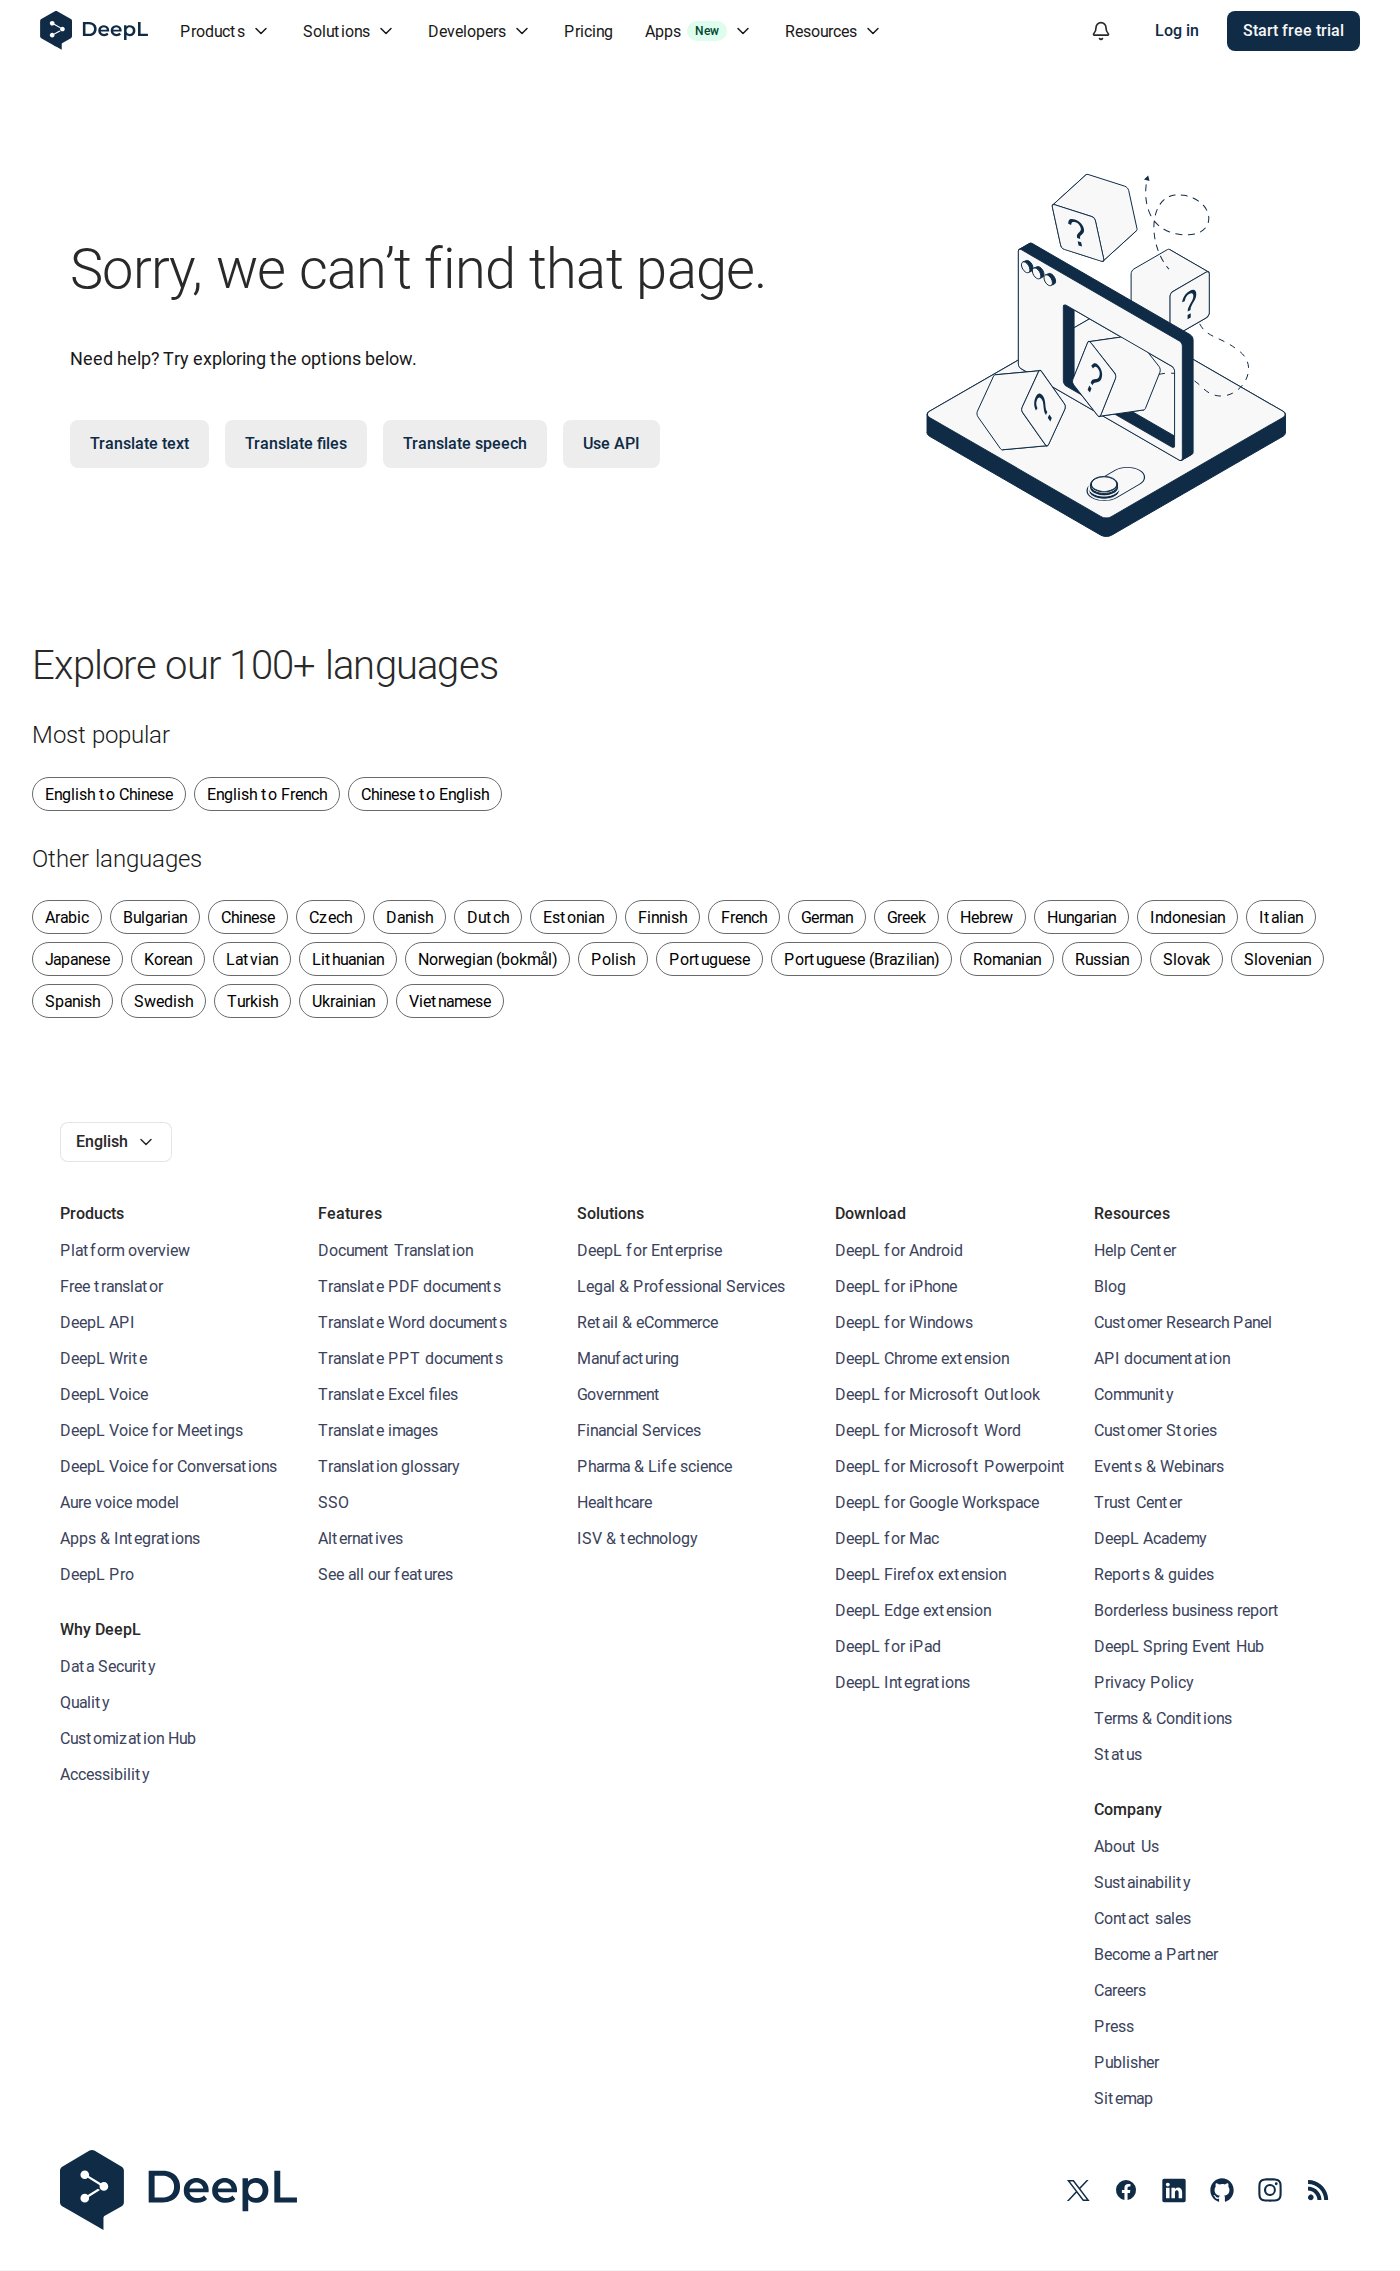 DeepL Products Solutions Developers Pricing Apps New Resources Log in Start free trial
Sorry, we can’t find that page.
Need help? Try exploring the options below.
Translate text Translate files Translate speech Use API
? ? ? ?
Explore our 100+ languages
Most popular
English to Chinese English to French Chinese to English
Other languages
Arabic Bulgarian Chinese Czech Danish Dutch Estonian Finnish French German Greek Hebrew Hungarian Indonesian Italian
Japanese Korean Latvian Lithuanian Norwegian (bokmål) Polish Portuguese Portuguese (Brazilian) Romanian Russian Slovak Slovenian
Spanish Swedish Turkish Ukrainian Vietnamese
English
Products
Platform overview
Free translator
DeepL API
DeepL Write
DeepL Voice
DeepL Voice for Meetings
DeepL Voice for Conversations
Aure voice model
Apps & Integrations
DeepL Pro
Why DeepL
Data Security
Quality
Customization Hub
Accessibility
Features
Document Translation
Translate PDF documents
Translate Word documents
Translate PPT documents
Translate Excel files
Translate images
Translation glossary
SSO
Alternatives
See all our features
Solutions
DeepL for Enterprise
Legal & Professional Services
Retail & eCommerce
Manufacturing
Government
Financial Services
Pharma & Life science
Healthcare
ISV & technology
Download
DeepL for Android
DeepL for iPhone
DeepL for Windows
DeepL Chrome extension
DeepL for Microsoft Outlook
DeepL for Microsoft Word
DeepL for Microsoft Powerpoint
DeepL for Google Workspace
DeepL for Mac
DeepL Firefox extension
DeepL Edge extension
DeepL for iPad
DeepL Integrations
Resources
Help Center
Blog
Customer Research Panel
API documentation
Community
Customer Stories
Events & Webinars
Trust Center
DeepL Academy
Reports & guides
Borderless business report
DeepL Spring Event Hub
Privacy Policy
Terms & Conditions
Status
Company
About Us
Sustainability
Contact sales
Become a Partner
Careers
Press
Publisher
Sitemap
DeepL